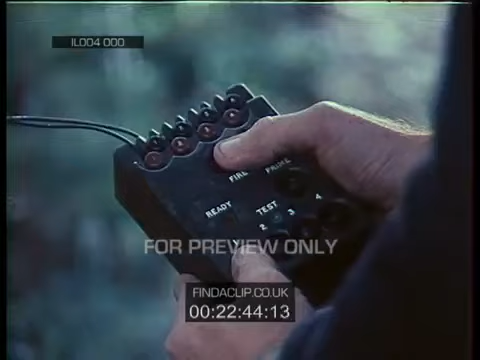 IL004 000
FIRE PRIME
READY TEST
2 3 4
FOR PREVIEW ONLY
FINDACLIP.CO.UK
00:22:44:13